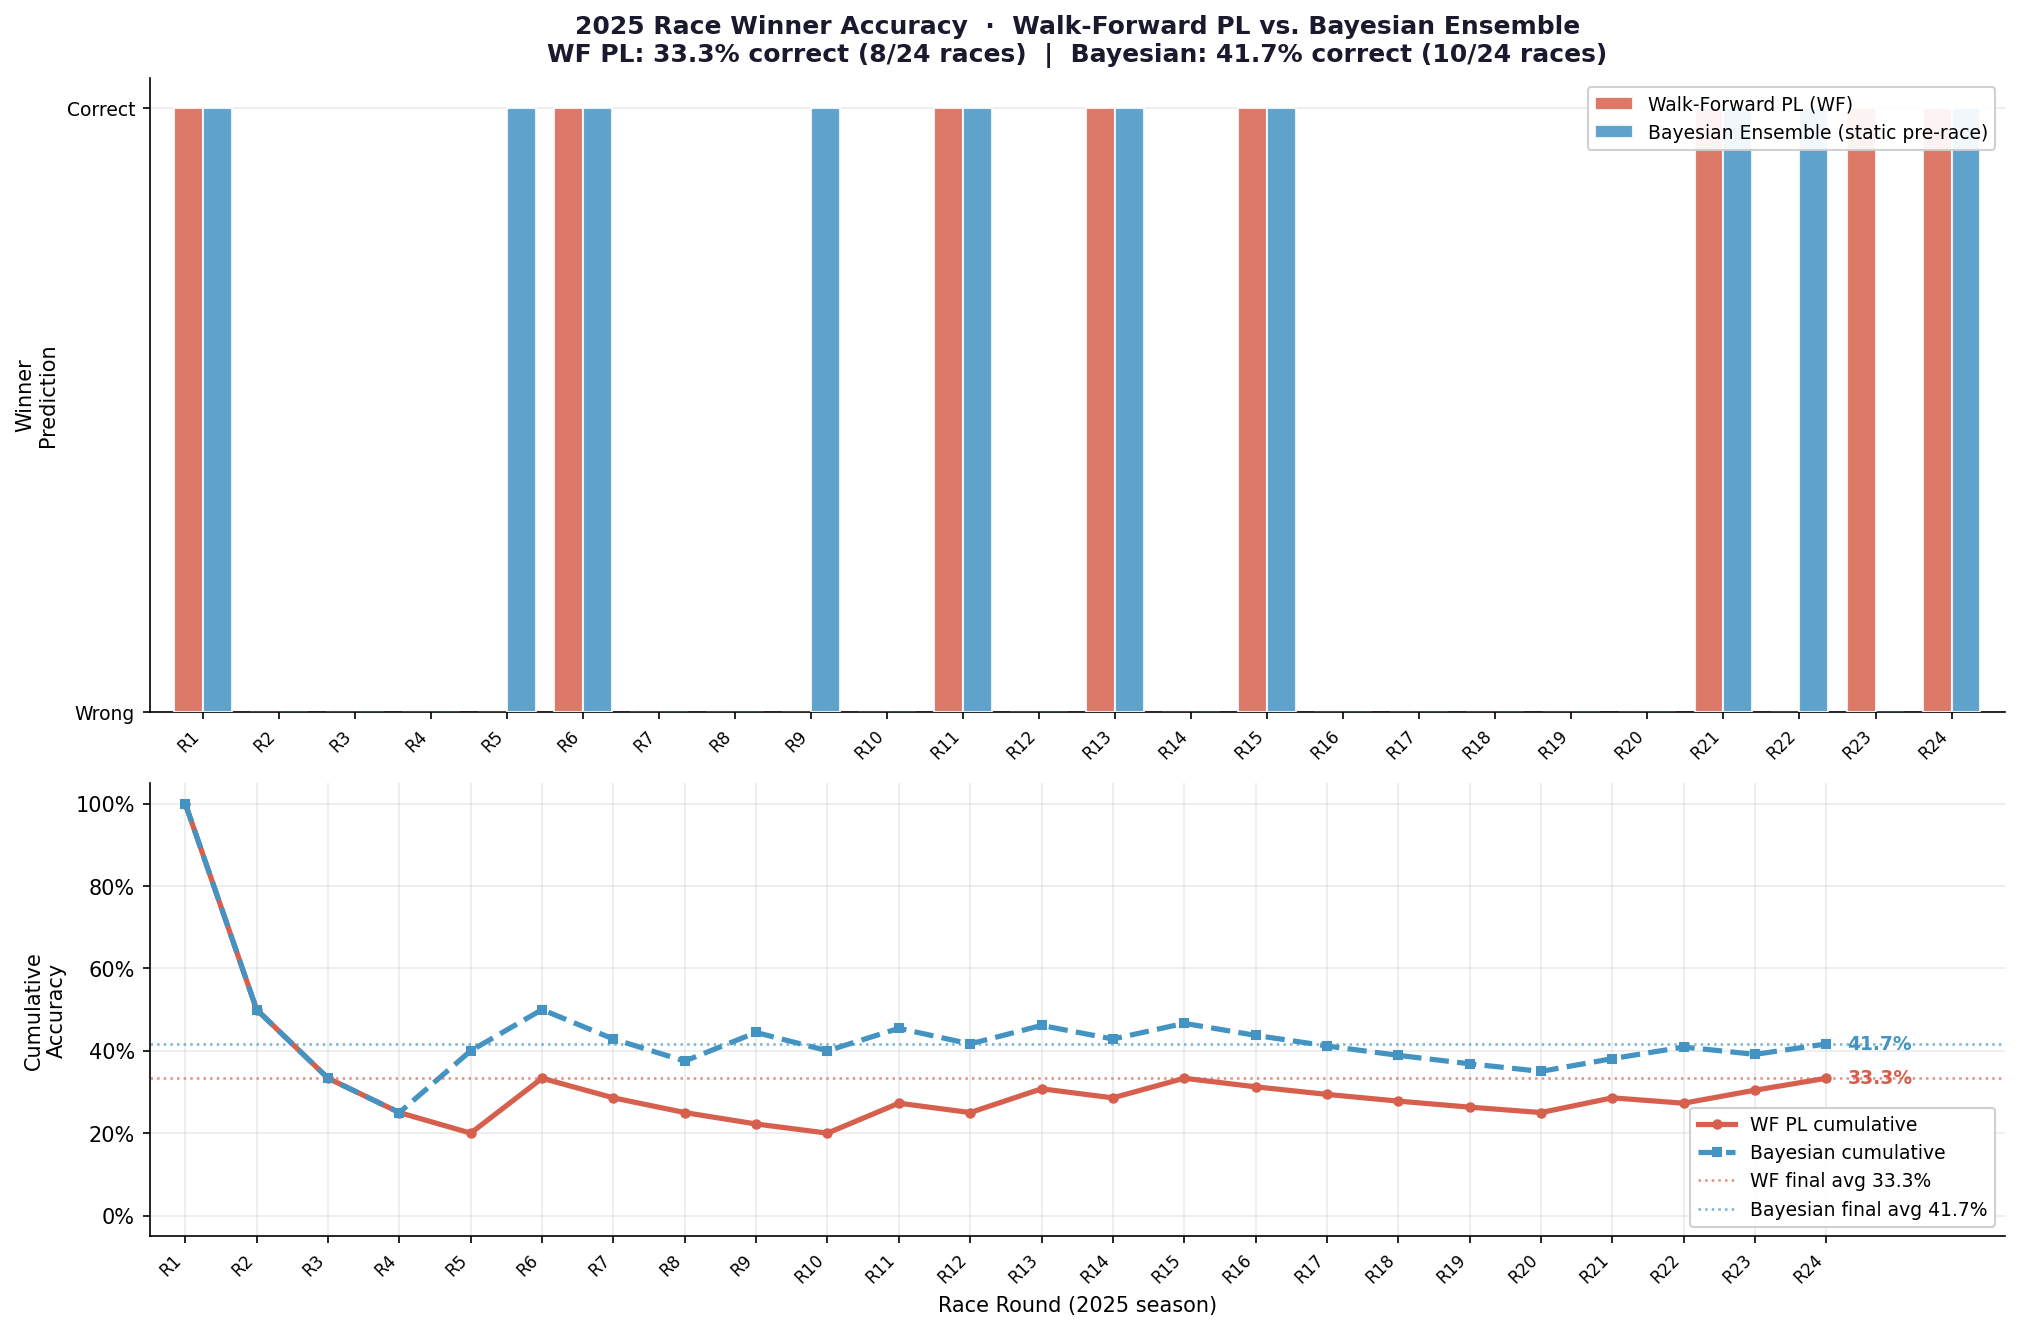 2025 Race Winner Accuracy · Walk-Forward PL vs. Bayesian Ensemble
WF PL: 33.3% correct (8/24 races) | Bayesian: 41.7% correct (10/24 races)
Winner
Prediction
Correct
Wrong
Walk-Forward PL (WF)
Bayesian Ensemble (static pre-race)
R1 R2 R3 R4 R5 R6 R7 R8 R9 R10 R11 R12 R13 R14 R15 R16 R17 R18 R19 R20 R21 R22 R23 R24
Cumulative
Accuracy
100%
80%
60%
40%
20%
0%
41.7%
33.3%
WF PL cumulative
Bayesian cumulative
WF final avg 33.3%
Bayesian final avg 41.7%
R1 R2 R3 R4 R5 R6 R7 R8 R9 R10 R11 R12 R13 R14 R15 R16 R17 R18 R19 R20 R21 R22 R23 R24
Race Round (2025 season)